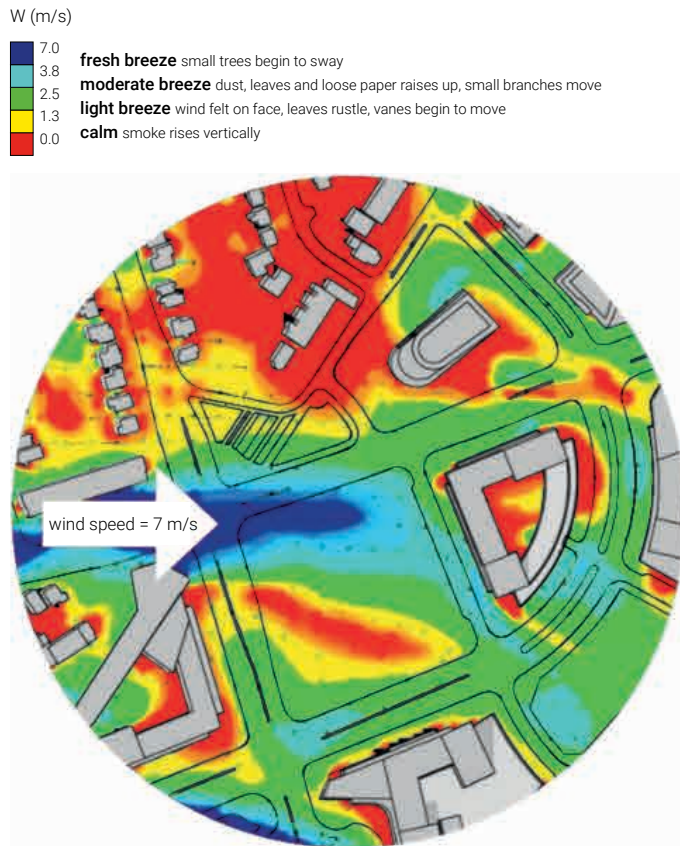 W (m/s)
7.0
fresh breeze small trees begin to sway
3.8
moderate breeze dust, leaves and loose paper raises up, small branches move
2.5
light breeze wind felt on face, leaves rustle, vanes begin to move
1.3
calm smoke rises vertically
0.0
wind speed = 7 m/s